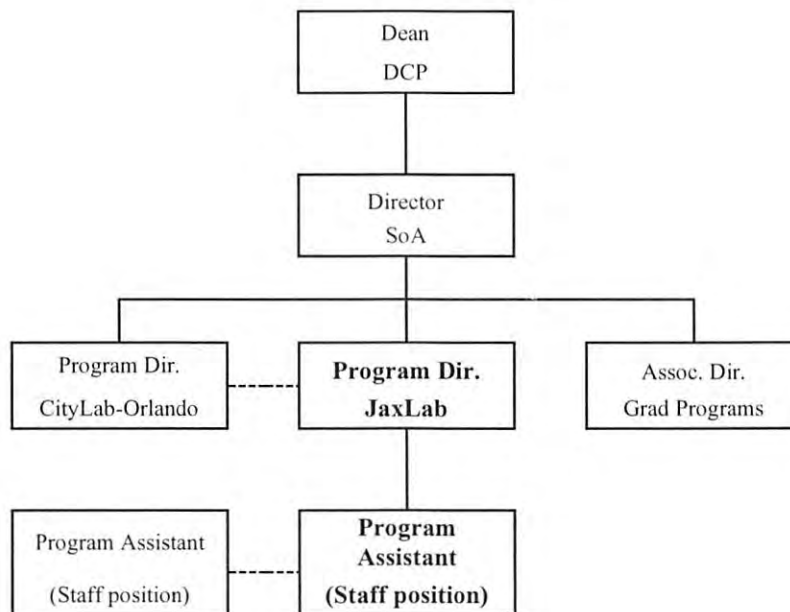 Dean
DCP
Director
SoA
Program Dir.
CityLab-Orlando
Program Dir.
JaxLab
Assoc. Dir.
Grad Programs
Program Assistant
(Staff position)
Program
Assistant
(Staff position)